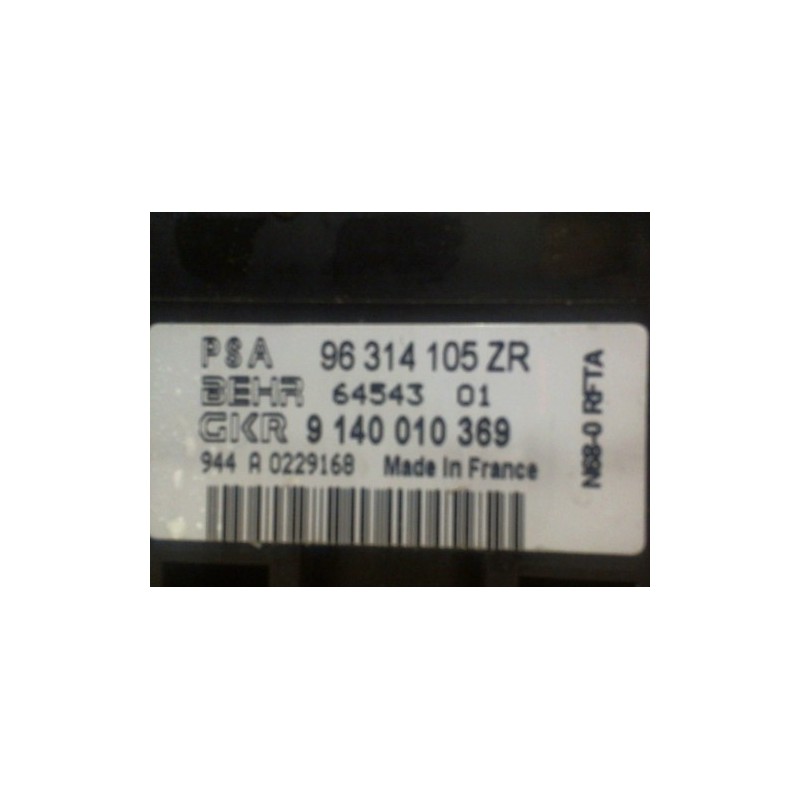 PSA 96 314 105 ZR
BEHR 64543 01
GKR 9 140 010 369
944 A 0229168 Made In France
N68-0 RFTA